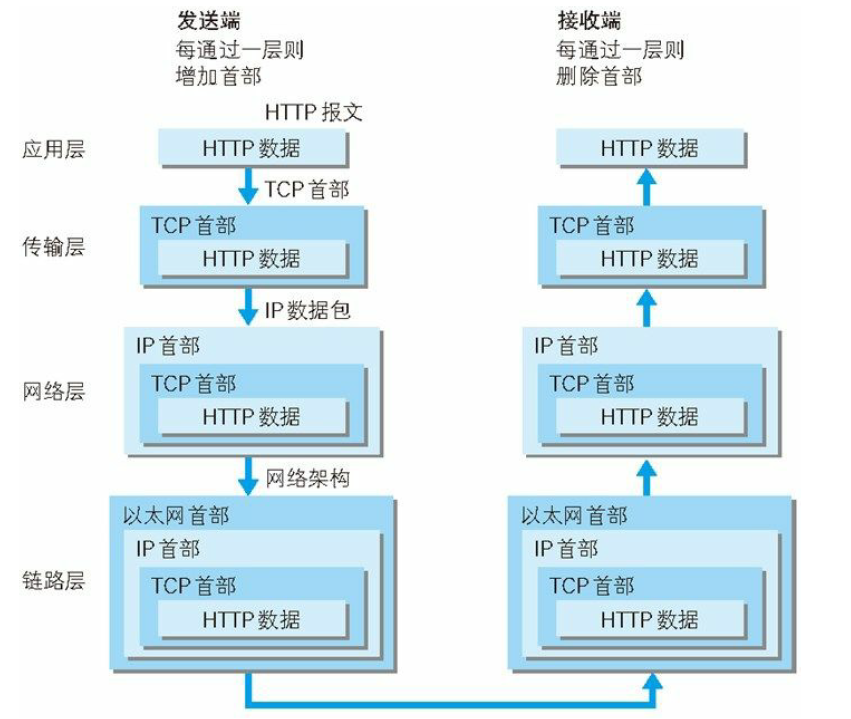 发送端
每通过一层则
增加首部
接收端
每通过一层则
删除首部
HTTP 报文
应用层
HTTP 数据
HTTP 数据
TCP 首部
传输层
TCP 首部
HTTP 数据
TCP 首部
HTTP 数据
IP 数据包
网络层
IP 首部
TCP 首部
HTTP 数据
IP 首部
TCP 首部
HTTP 数据
网络架构
链路层
以太网首部
IP 首部
TCP 首部
HTTP 数据
以太网首部
IP 首部
TCP 首部
HTTP 数据